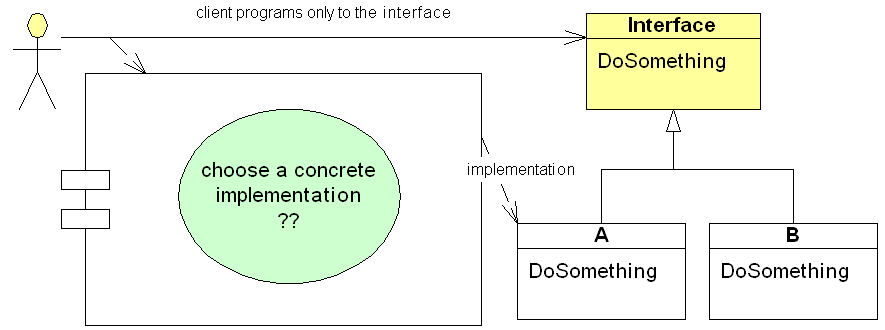 client programs only to the interface
Interface
DoSomething
choose a concrete
implementation
??
implementation
A
DoSomething
B
DoSomething